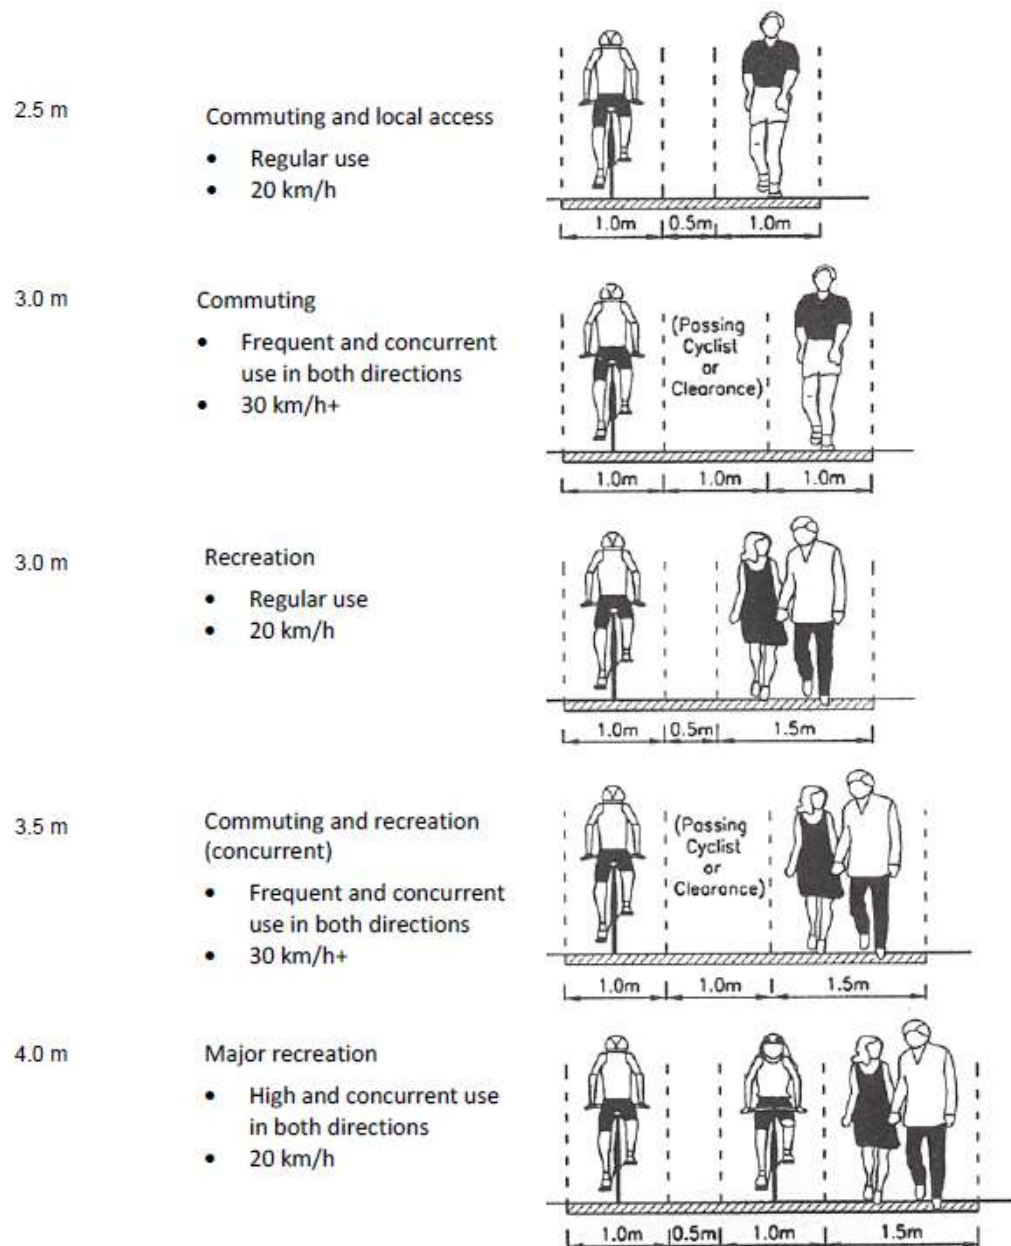 2.5 m
Commuting and local access
• Regular use
• 20 km/h
1.0m 0.5m 1.0m
3.0 m
Commuting
• Frequent and concurrent
use in both directions
• 30 km/h+
(Passing
Cyclist
or
Clearance)
1.0m 1.0m 1.0m
3.0 m
Recreation
• Regular use
• 20 km/h
1.0m 0.5m 1.5m
3.5 m
Commuting and recreation
(concurrent)
• Frequent and concurrent
use in both directions
• 30 km/h+
(Passing
Cyclist
or
Clearance)
1.0m 1.0m 1.5m
4.0 m
Major recreation
• High and concurrent use
in both directions
• 20 km/h
1.0m 0.5m 1.0m 1.5m